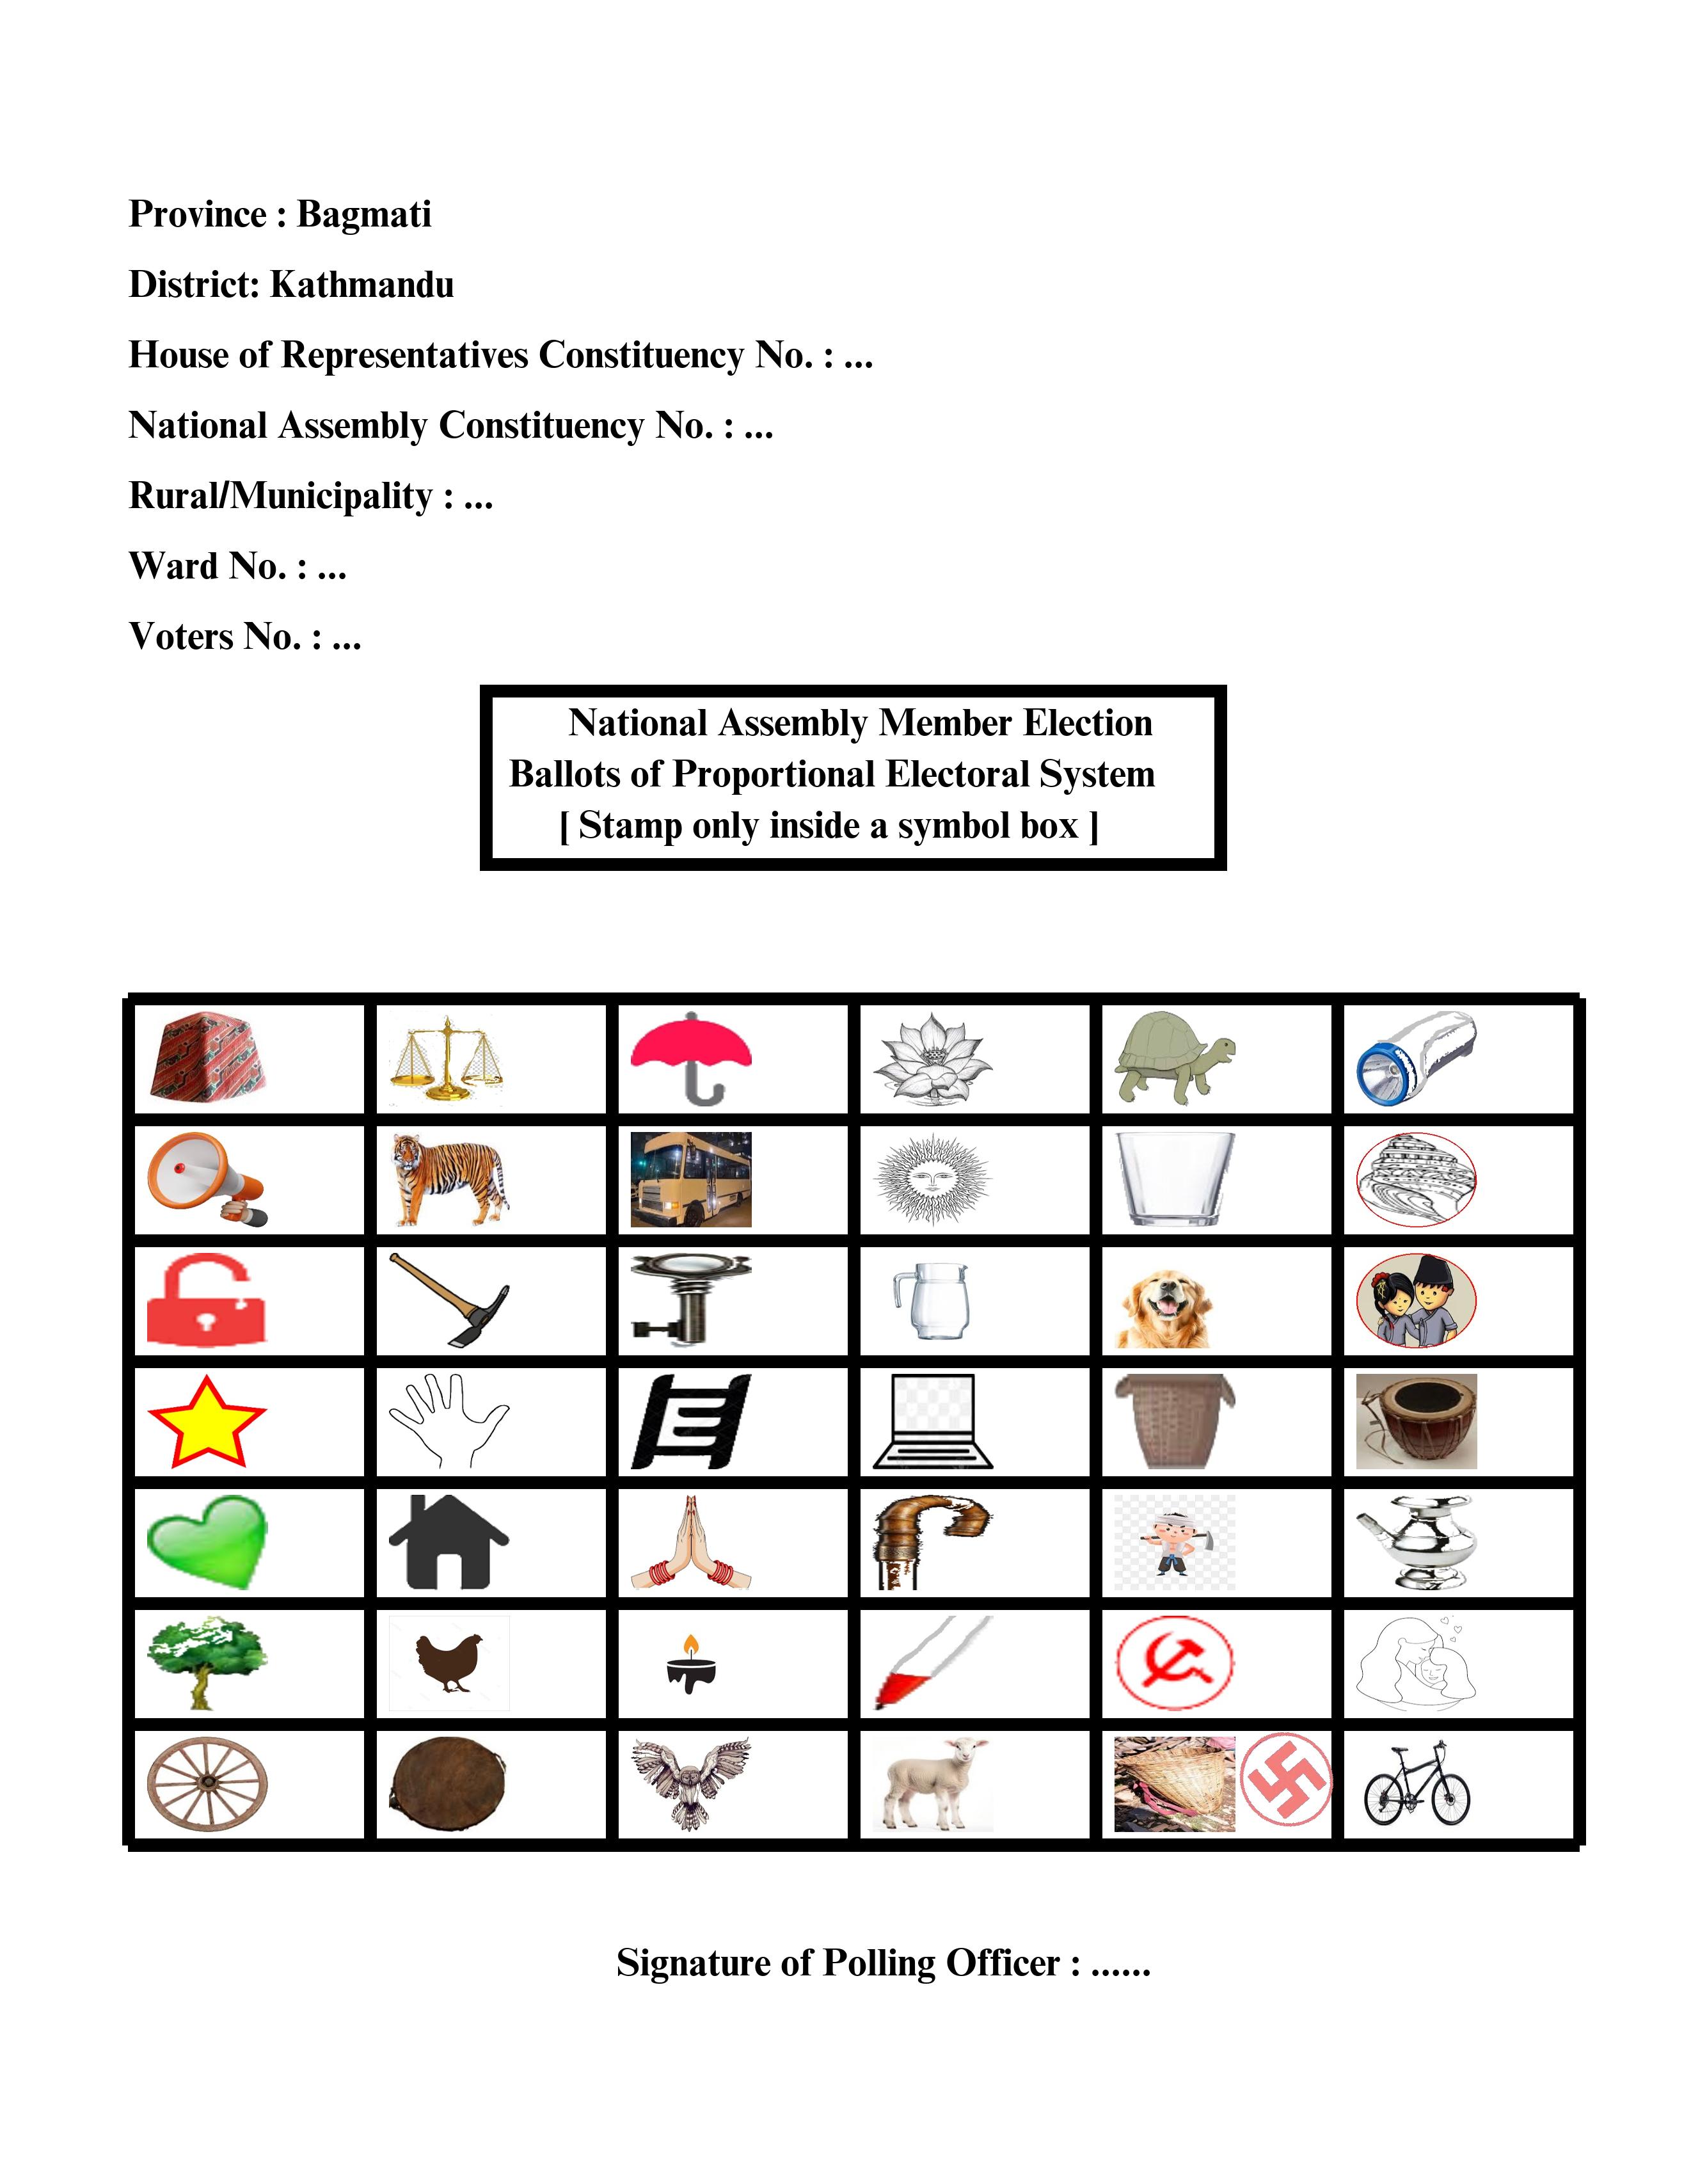 Province : Bagmati
District: Kathmandu
House of Representatives Constituency No. : ...
National Assembly Constituency No. : ...
Rural/Municipality : ...
Ward No. : ...
Voters No. : ...
National Assembly Member Election
Ballots of Proportional Electoral System
[ Stamp only inside a symbol box ]
Signature of Polling Officer : ......